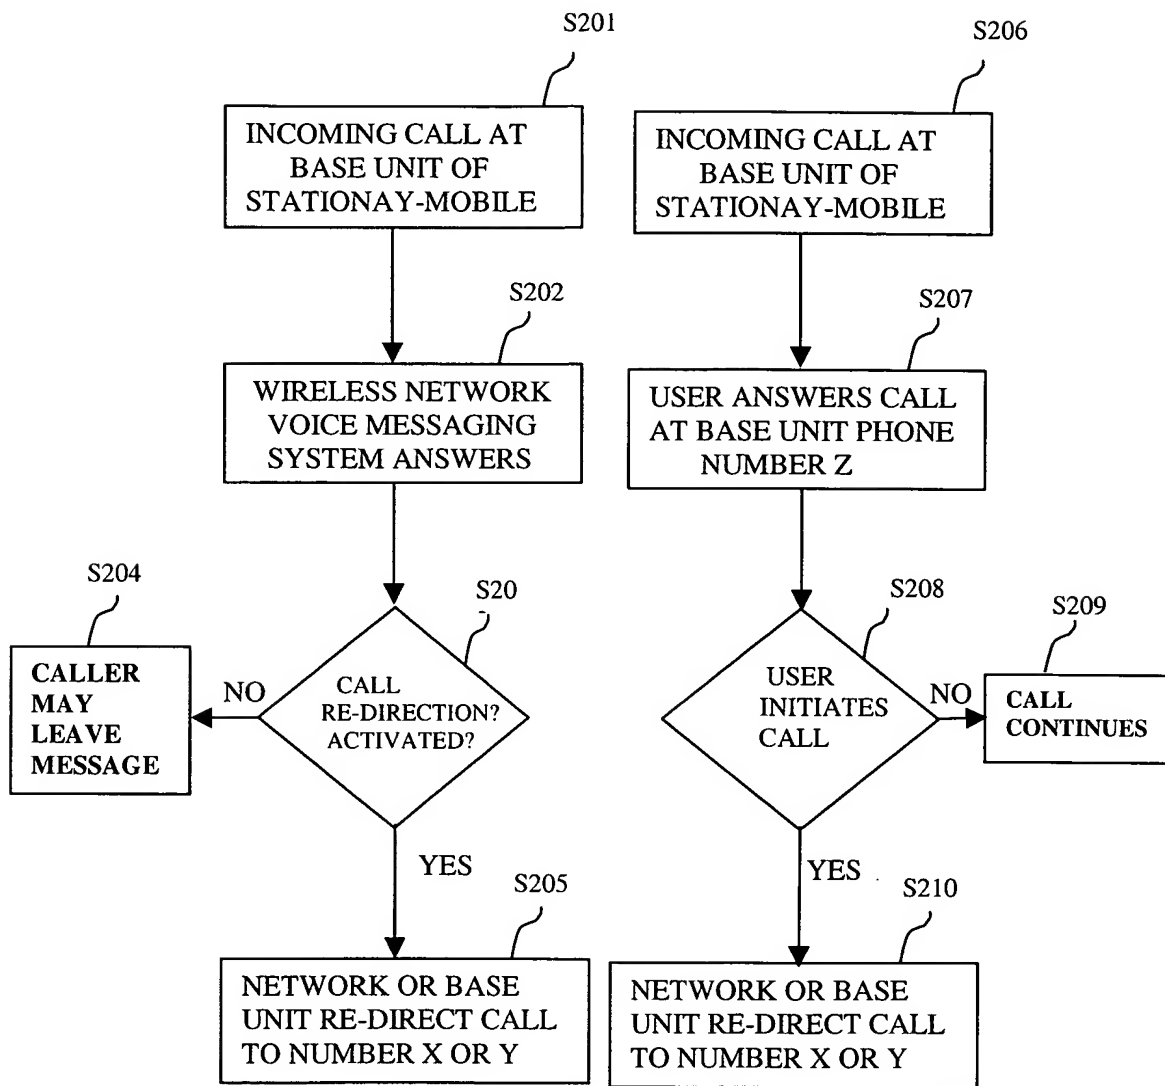 S201
INCOMING CALL AT
BASE UNIT OF
STATIONAY-MOBILE
S202
WIRELESS NETWORK
VOICE MESSAGING
SYSTEM ANSWERS
S20
CALL
RE-DIRECTION?
ACTIVATED?
NO
S204
CALLER
MAY
LEAVE
MESSAGE
YES
S205
NETWORK OR BASE
UNIT RE-DIRECT CALL
TO NUMBER X OR Y
S206
INCOMING CALL AT
BASE UNIT OF
STATIONAY-MOBILE
S207
USER ANSWERS CALL
AT BASE UNIT PHONE
NUMBER Z
S208
USER
INITIATES
CALL
NO
S209
CALL
CONTINUES
YES
S210
NETWORK OR BASE
UNIT RE-DIRECT CALL
TO NUMBER X OR Y